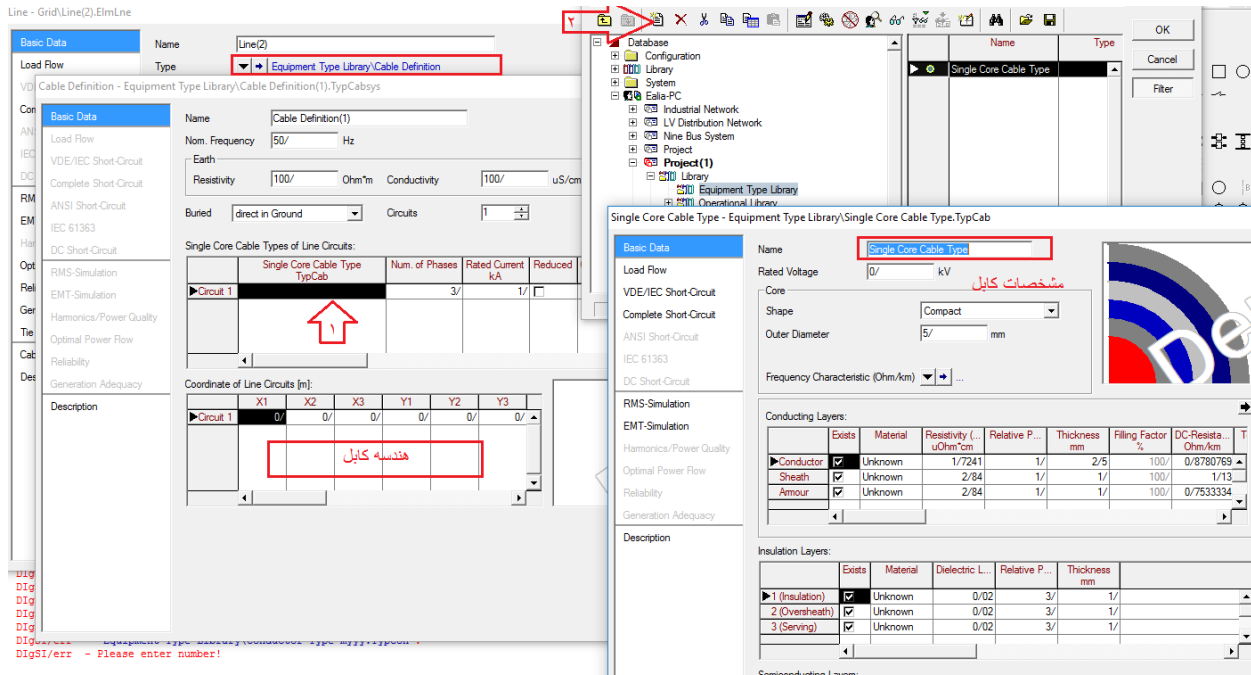 Line - Grid\Line(2).ElmLne
Basic Data
Load Flow
Name
Line(2)
Type
Equipment Type Library\Cable Definition
Cable Definition - Equipment Type Library\Cable Definition(1).TypCabsys
Basic Data
Load Flow
VDE/IEC Short-Circuit
Complete Short-Circuit
ANSI Short-Circuit
IEC 61363
DC Short-Circuit
RMS-Simulation
EMT-Simulation
Harmonics/Power Quality
Optimal Power Flow
Reliability
Generation Adequacy
Description
Name
Cable Definition(1)
Nom. Frequency
50/
Hz
Earth
Resistivity
100/
Ohm*m
Conductivity
100/
uS/cm
Buried
direct in Ground
Circuits
1
Single Core Cable Types of Line Circuits:
Single Core Cable Type
TypCab
Num. of Phases
Rated Current
kA
Reduced
Circuit 1
3/
1/
۱
Coordinate of Line Circuits [m]:
X1 X2 X3 Y1 Y2 Y3
Circuit 1 0/ 0/ 0/ 0/ 0/ 0/
هندسه کابل
DIgSI/err - Please enter number!
۲
Database
Configuration
Library
System
Ealia-PC
Industrial Network
LV Distribution Network
Nine Bus System
Project
Project(1)
Library
Equipment Type Library
Operational Library
Name
Type
Single Core Cable Type
OK
Cancel
Filter
Single Core Cable Type - Equipment Type Library\Single Core Cable Type.TypCab
Basic Data
Load Flow
VDE/IEC Short-Circuit
Complete Short-Circuit
ANSI Short-Circuit
IEC 61363
DC Short-Circuit
RMS-Simulation
EMT-Simulation
Harmonics/Power Quality
Optimal Power Flow
Reliability
Generation Adequacy
Description
Name
Single Core Cable Type
Rated Voltage
0/
kV
مشخصات کابل
Core
Shape
Compact
Outer Diameter
5/
mm
Frequency Characteristic (Ohm/km)
...
Conducting Layers:
Exists Material Resistivity (... Relative P... Thickness Filling Factor DC-Resista...
uOhm*cm mm % Ohm/km
Conductor Unknown 1/7241 1/ 2/5 100/ 0/8780769
Sheath Unknown 2/84 1/ 1/ 100/ 1/13
Armour Unknown 2/84 1/ 1/ 100/ 0/7533334
Insulation Layers:
Exists Material Dielectric L... Relative P... Thickness
mm
1 (Insulation) Unknown 0/02 3/ 1/
2 (Oversheath) Unknown 0/02 3/ 1/
3 (Serving) Unknown 0/02 3/ 1/